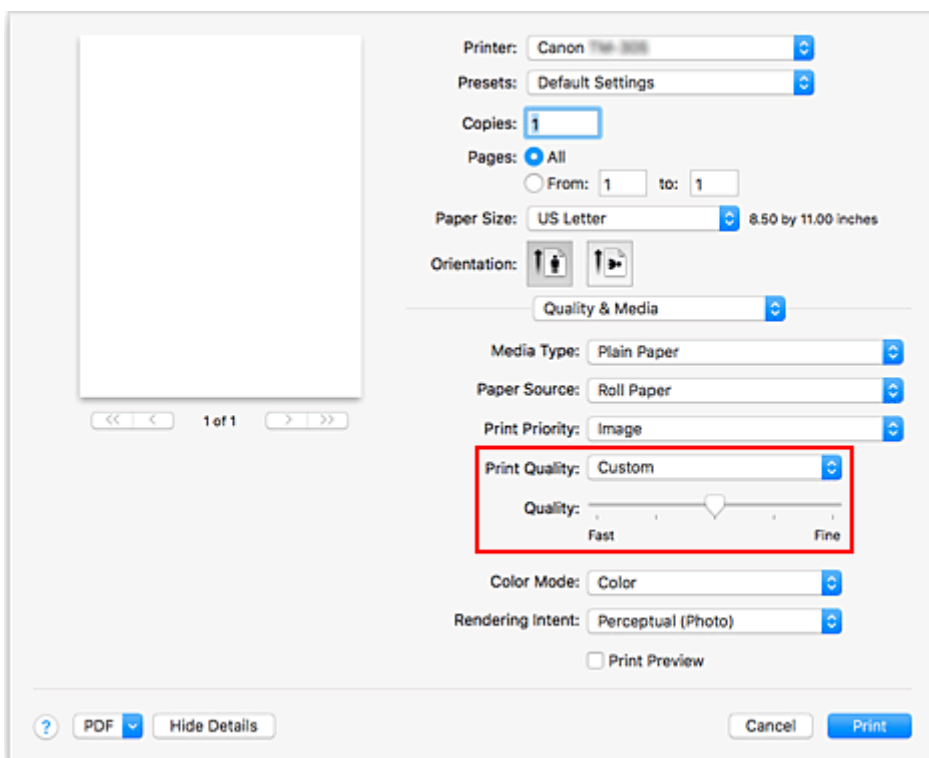 Printer: Canon
Presets: Default Settings
Copies: 1
Pages: All
From: 1 to: 1
Paper Size: US Letter 8.50 by 11.00 inches
Orientation:
Quality & Media
Media Type: Plain Paper
Paper Source: Roll Paper
<< < 1 of 1 > >>
Print Priority: Image
Print Quality: Custom
Quality:
Fast Fine
Color Mode: Color
Rendering Intent: Perceptual (Photo)
Print Preview
? PDF Hide Details Cancel Print